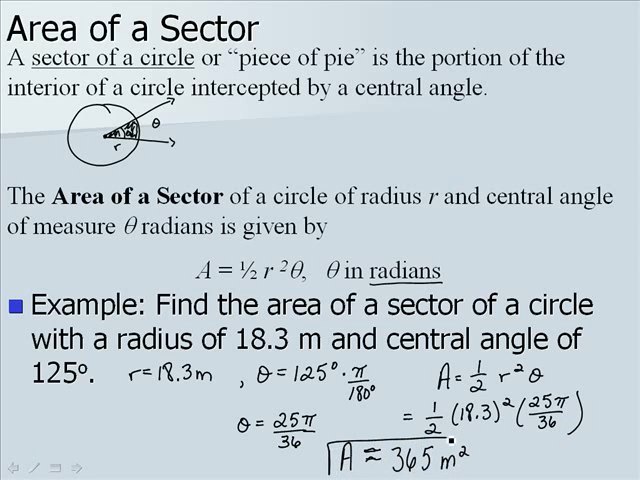 Area of a Sector
A sector of a circle or “piece of pie” is the portion of the
interior of a circle intercepted by a central angle.
θ
r
The Area of a Sector of a circle of radius r and central angle
of measure θ radians is given by
A = ½ r ²θ, θ in radians
Example: Find the area of a sector of a circle
with a radius of 18.3 m and central angle of
125°. r = 18.3 m , θ = 125° · π/180° A = 1/2 r² θ
θ = 25π/36 = 1/2 (18.3)² (25π/36)
A ≈ 365 m²